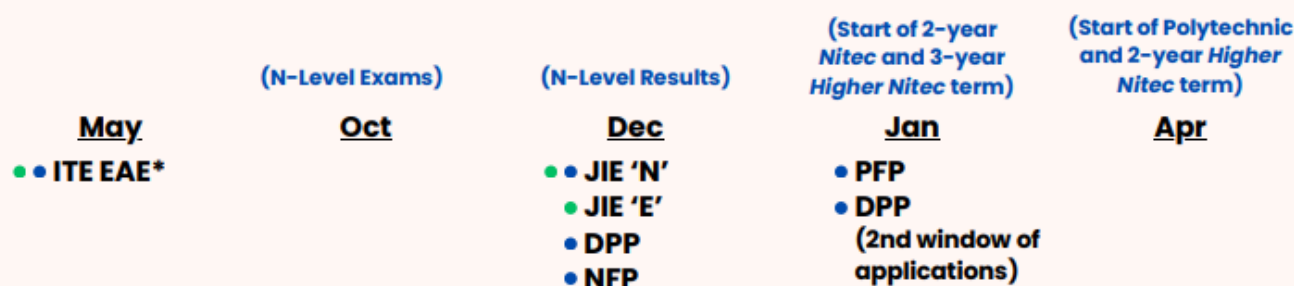 (N-Level Exams)
(N-Level Results)
(Start of 2-year
Nitec and 3-year
Higher Nitec term)
(Start of Polytechnic
and 2-year Higher
Nitec term)
May
Oct
Dec
Jan
Apr
ITE EAE*
JIE ‘N’
JIE ‘E’
DPP
NFP
PFP
DPP
(2nd window of
applications)